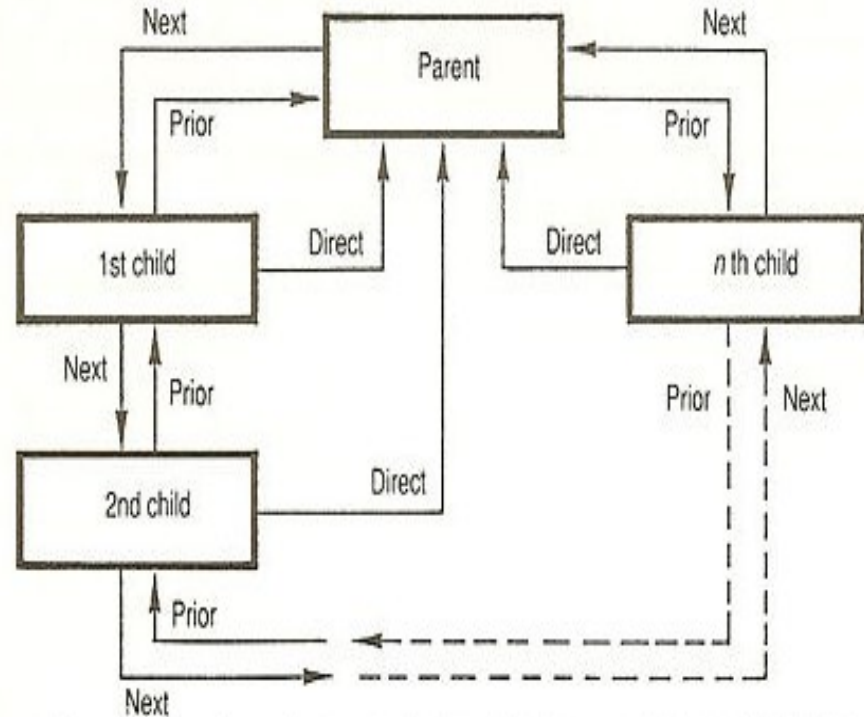 Next
Next
Parent
Prior
Prior
1st child
Direct
Direct
n th child
Next
Prior
Prior
Next
2nd child
Direct
Prior
Next